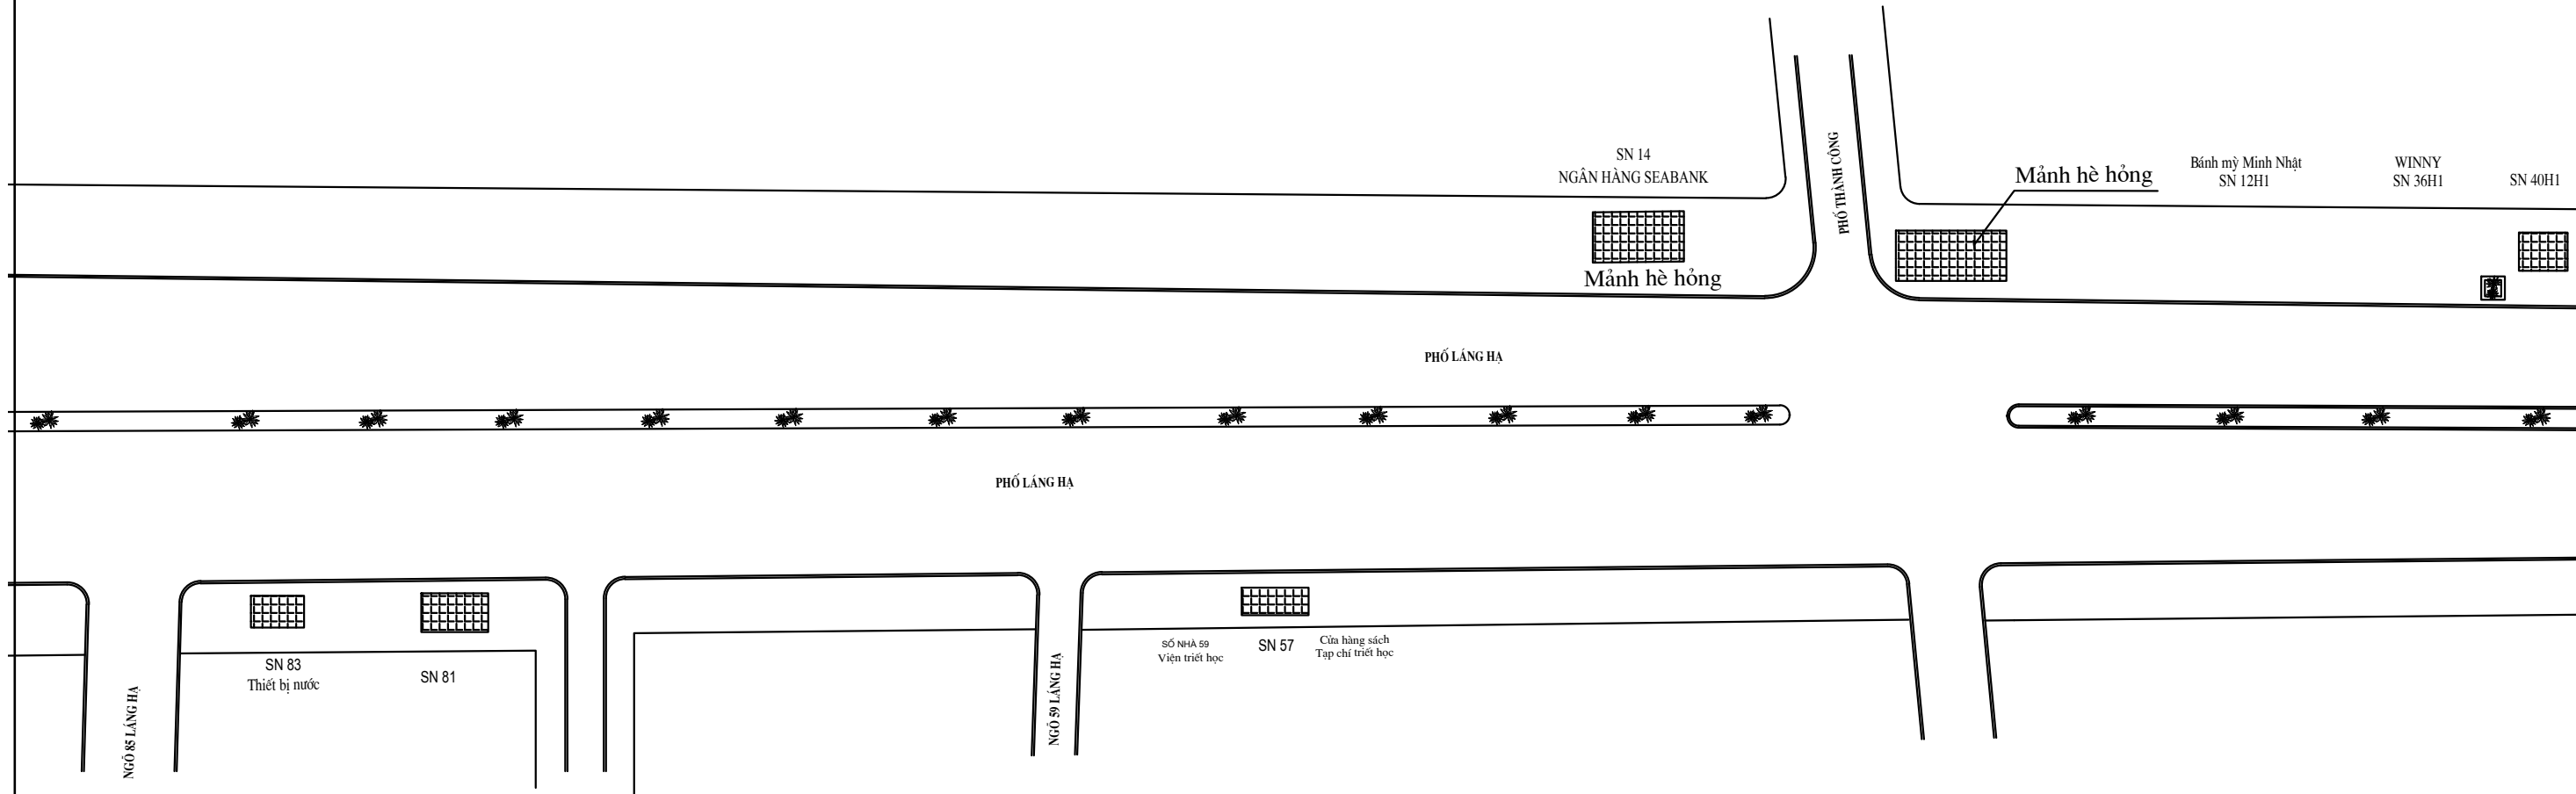 SN 14
NGÂN HÀNG SEABANK
PHỐ THÀNH CÔNG
Mảnh hè hỏng
Bánh mỳ Minh Nhật
SN 12H1
WINNY
SN 36H1
SN 40H1
Mảnh hè hỏng
PHỐ LÁNG HẠ
PHỐ LÁNG HẠ
SN 83
Thiết bị nước
SN 81
NGÕ 85 LÁNG HẠ
NGÕ 59 LÁNG HẠ
SỐ NHÀ 59
Viện triết học
SN 57
Cửa hàng sách
Tạp chí triết học